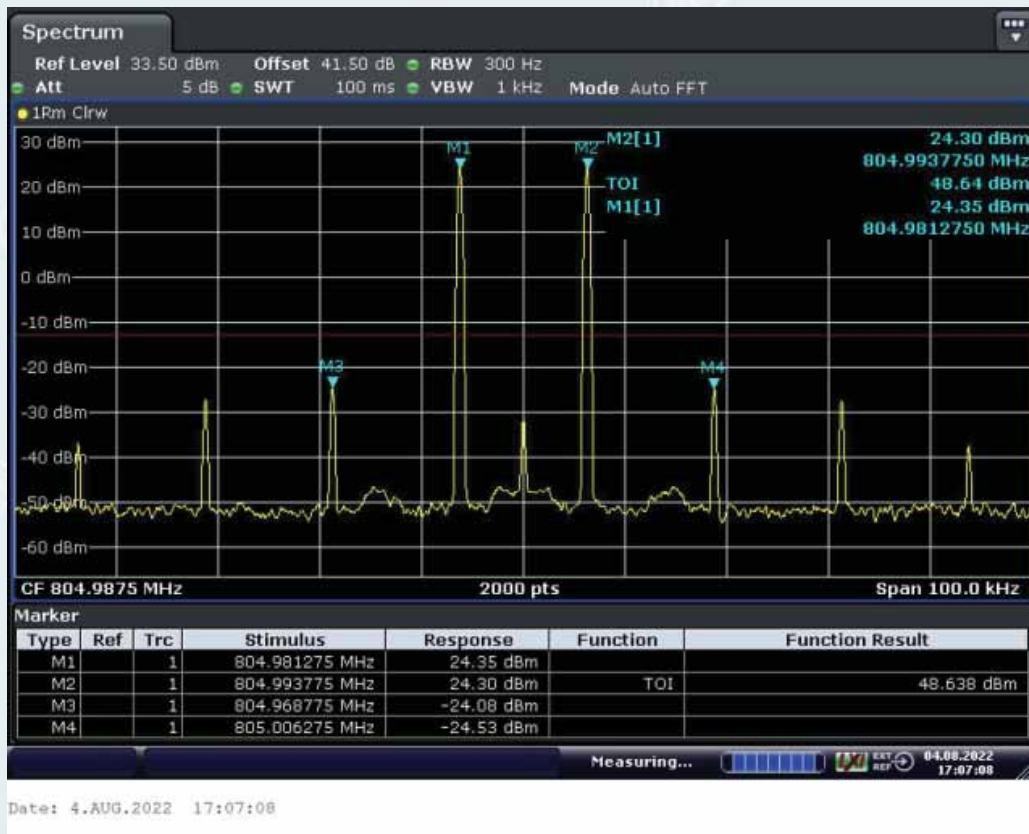 Spectrum
Ref Level 33.50 dBm Offset 41.50 dB RBW 300 Hz
Att 5 dB SWT 100 ms VBW 1 kHz Mode Auto FFT
1Rm Clrw
30 dBm
M1
M2
M2[1] 24.30 dBm
804.9937750 MHz
20 dBm
TOI 48.64 dBm
M1[1] 24.35 dBm
10 dBm
804.9812750 MHz
0 dBm
-10 dBm
-20 dBm
M3
M4
-30 dBm
-40 dBm
-50 dBm
-60 dBm
CF 804.9875 MHz 2000 pts Span 100.0 kHz
Marker
Type Ref Trc Stimulus Response Function Function Result
M1 1 804.981275 MHz 24.35 dBm
M2 1 804.993775 MHz 24.30 dBm TOI 48.638 dBm
M3 1 804.968775 MHz -24.08 dBm
M4 1 805.006275 MHz -24.53 dBm
Measuring... LXI EXT REF 04.08.2022
17:07:08
Date: 4.AUG.2022 17:07:08